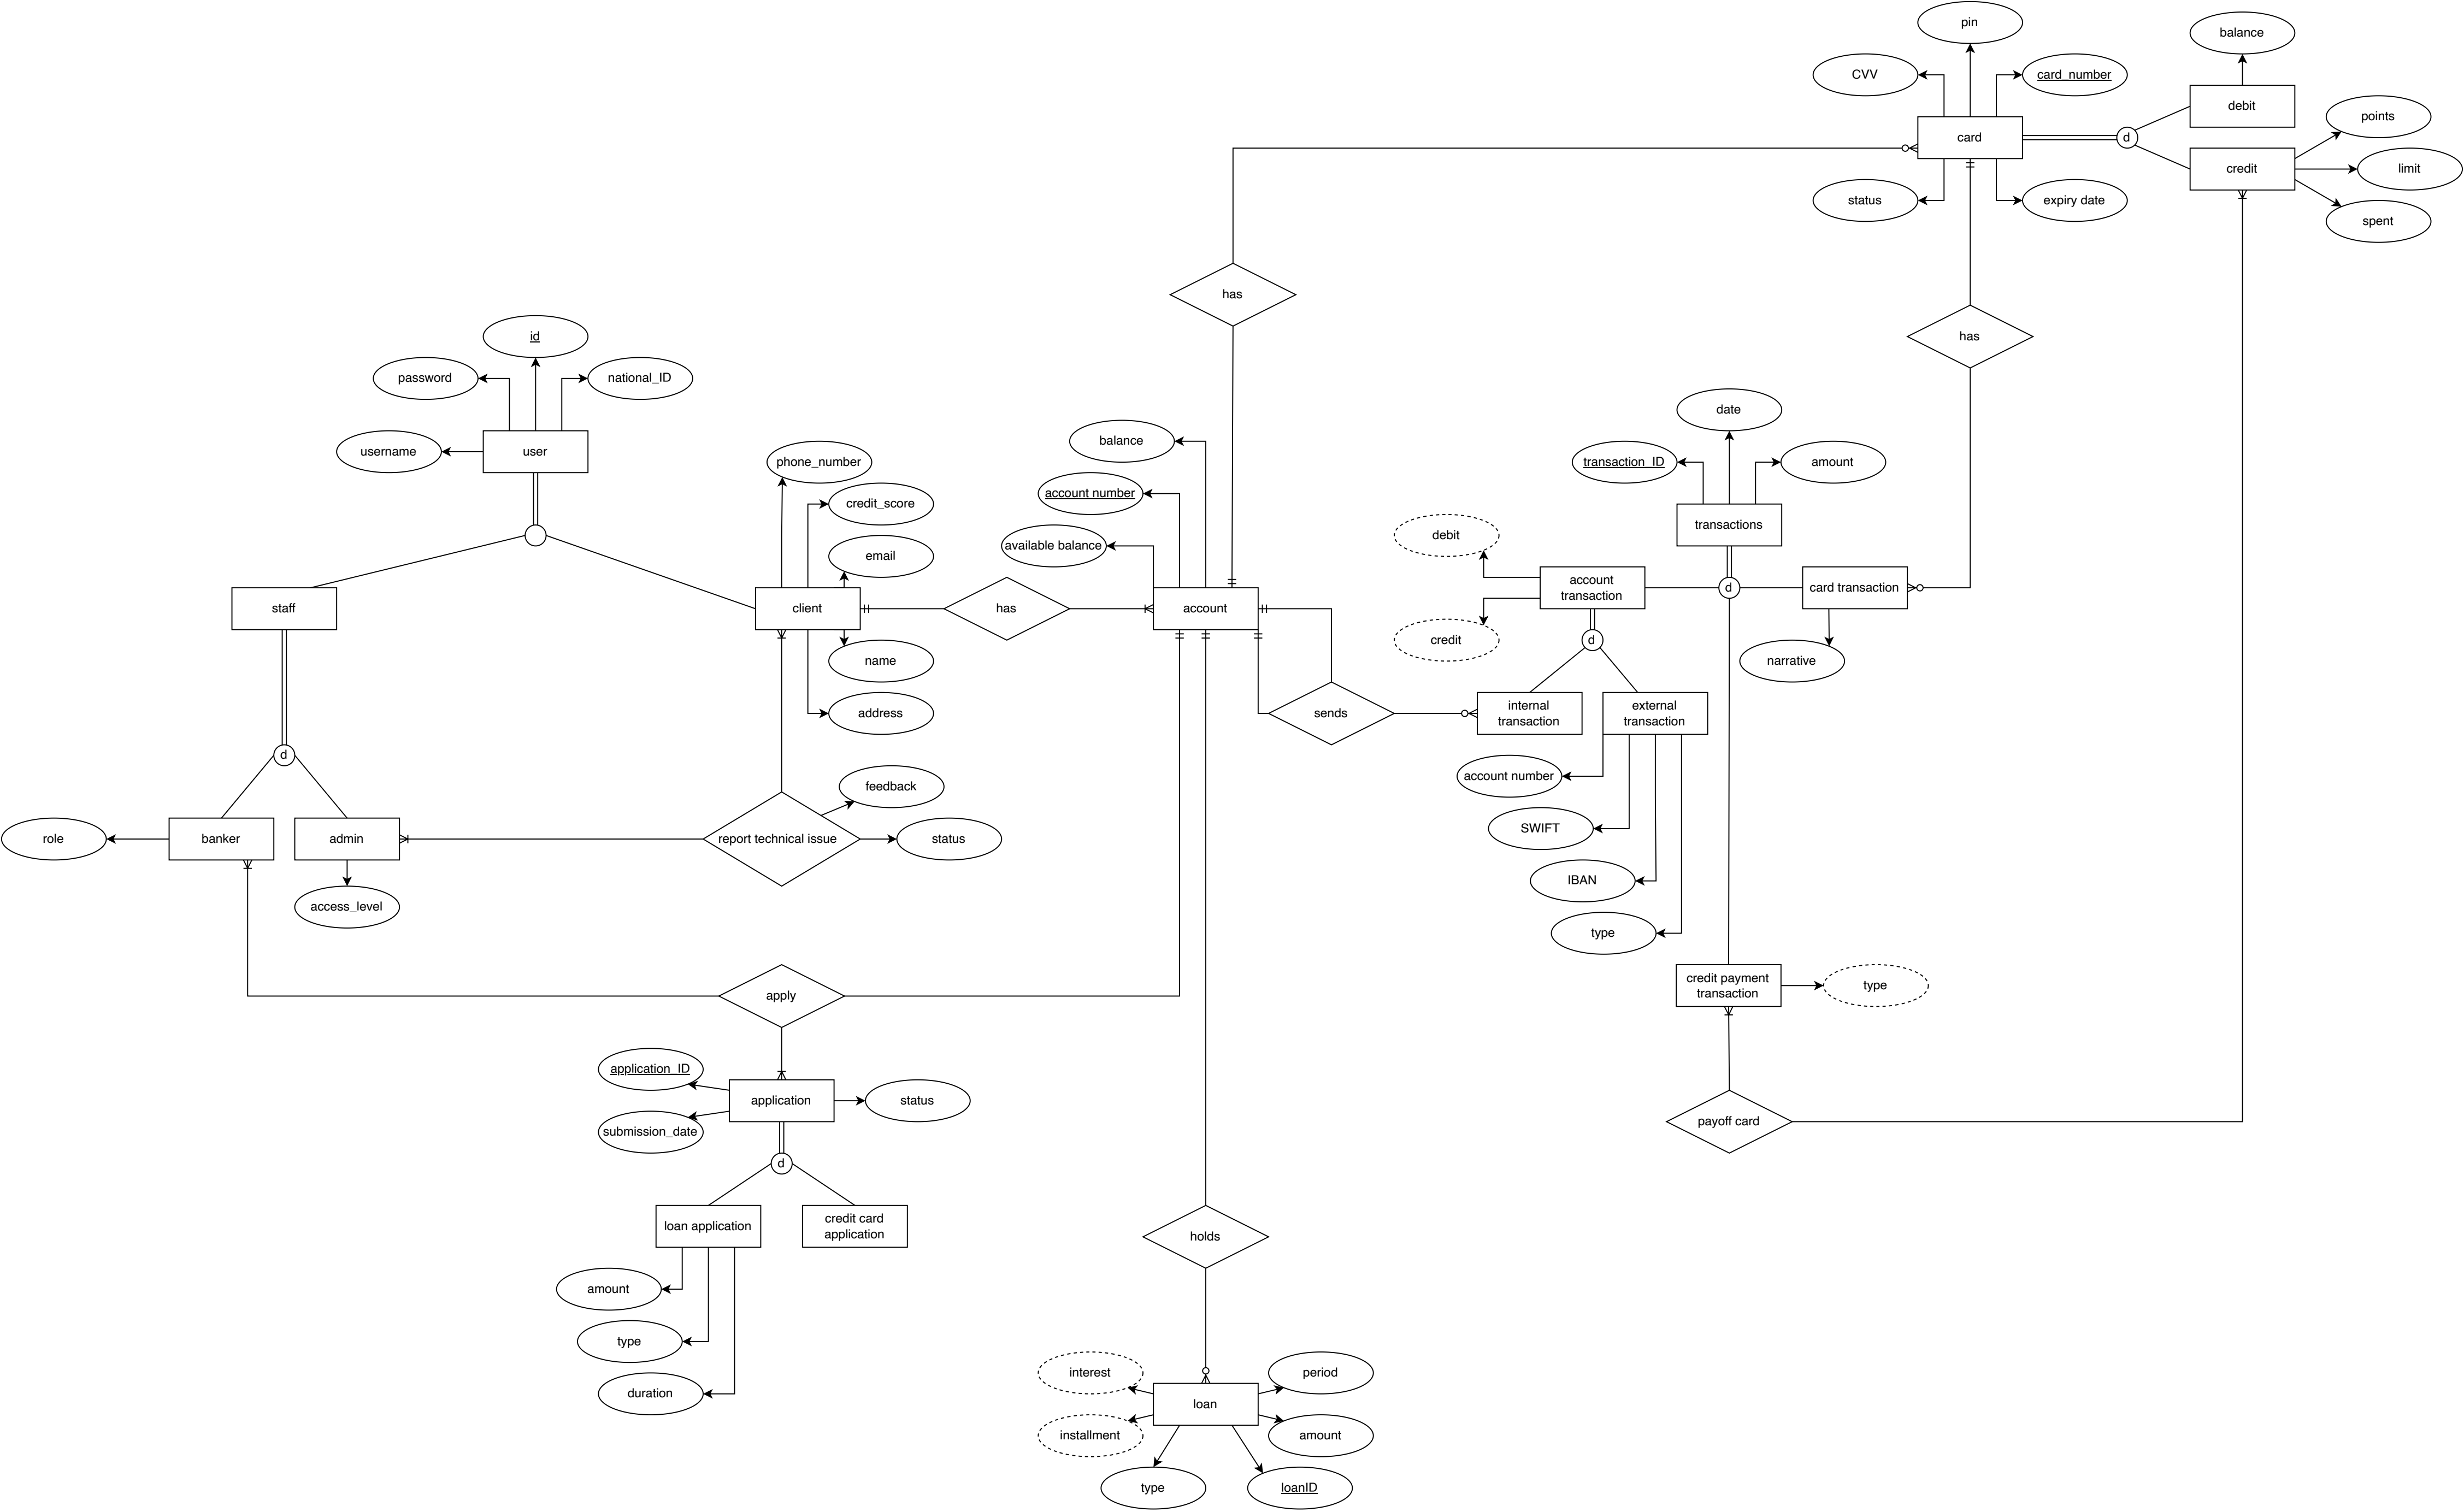 pin
balance
CVV
card_number
debit
points
card
d
credit
limit
status
expiry date
spent
has
id
has
password
national_ID
date
username
user
balance
phone_number
transaction_ID
amount
account number
credit_score
transactions
debit
available balance
email
account
transaction
d
card transaction
staff
client
has
account
credit
d
name
narrative
address
sends
internal
transaction
external
transaction
d
account number
feedback
SWIFT
role
banker
admin
report technical issue
status
IBAN
access_level
type
apply
credit payment
transaction
type
application_ID
application
status
payoff card
submission_date
d
loan application
credit card
application
holds
amount
type
interest
period
duration
loan
installment
amount
type
loanID